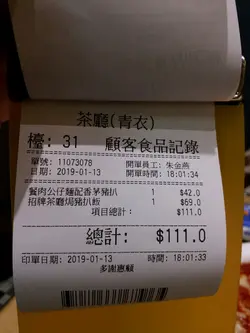 茶廳(青衣)
檯: 31 顧客食品記錄
單號: 11073078 開單員工: 朱金燕
日期: 2019-01-13 開單時間: 18:01:34
餐肉公仔麵配香茅豬扒 1 $42.0
招牌茶廳焗豬扒飯 1 $69.0
項目總計: $111.0
總計: $111.0
印單日期: 2019-01-13 時間: 18:01:33
多謝惠顧